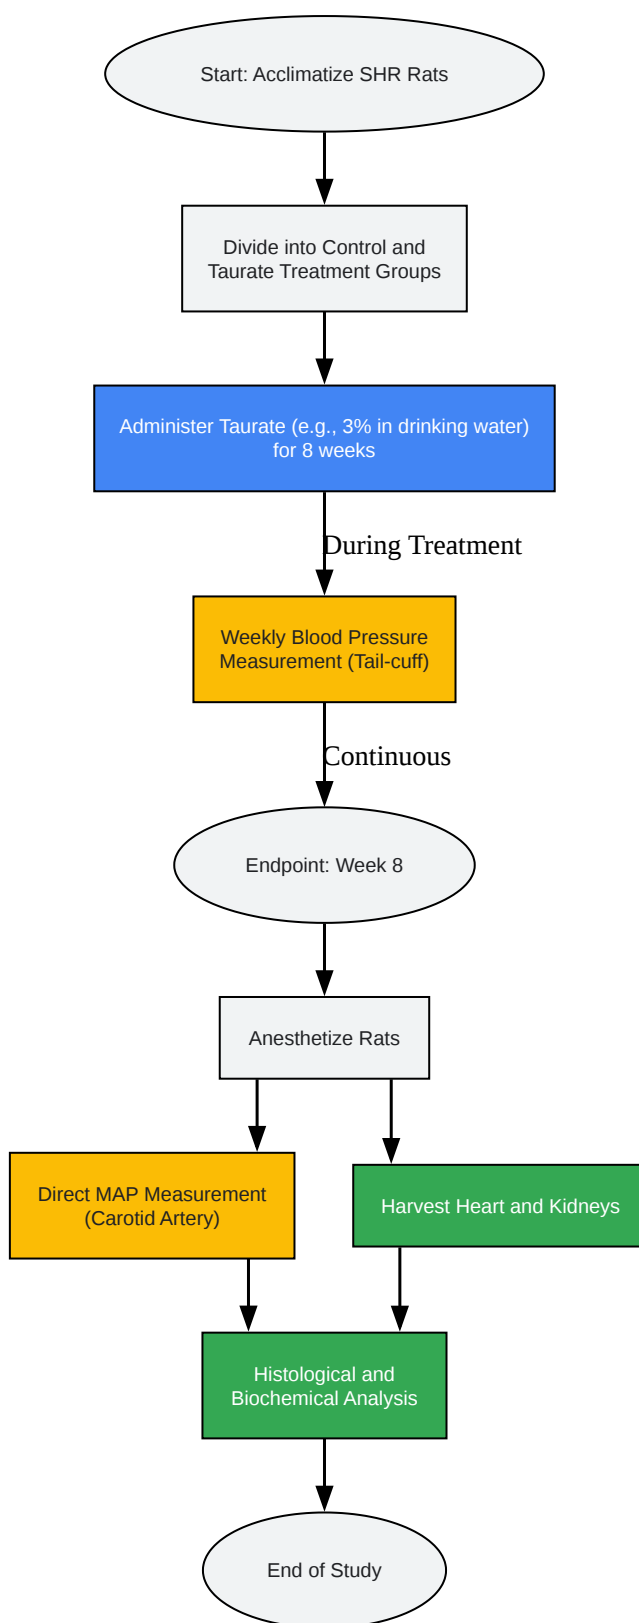 Start: Acclimatize SHR Rats
Divide into Control and
Taurate Treatment Groups
Administer Taurate (e.g., 3% in drinking water)
for 8 weeks
During Treatment
Weekly Blood Pressure
Measurement (Tail-cuff)
Continuous
Endpoint: Week 8
Anesthetize Rats
Direct MAP Measurement
(Carotid Artery)
Harvest Heart and Kidneys
Histological and
Biochemical Analysis
End of Study